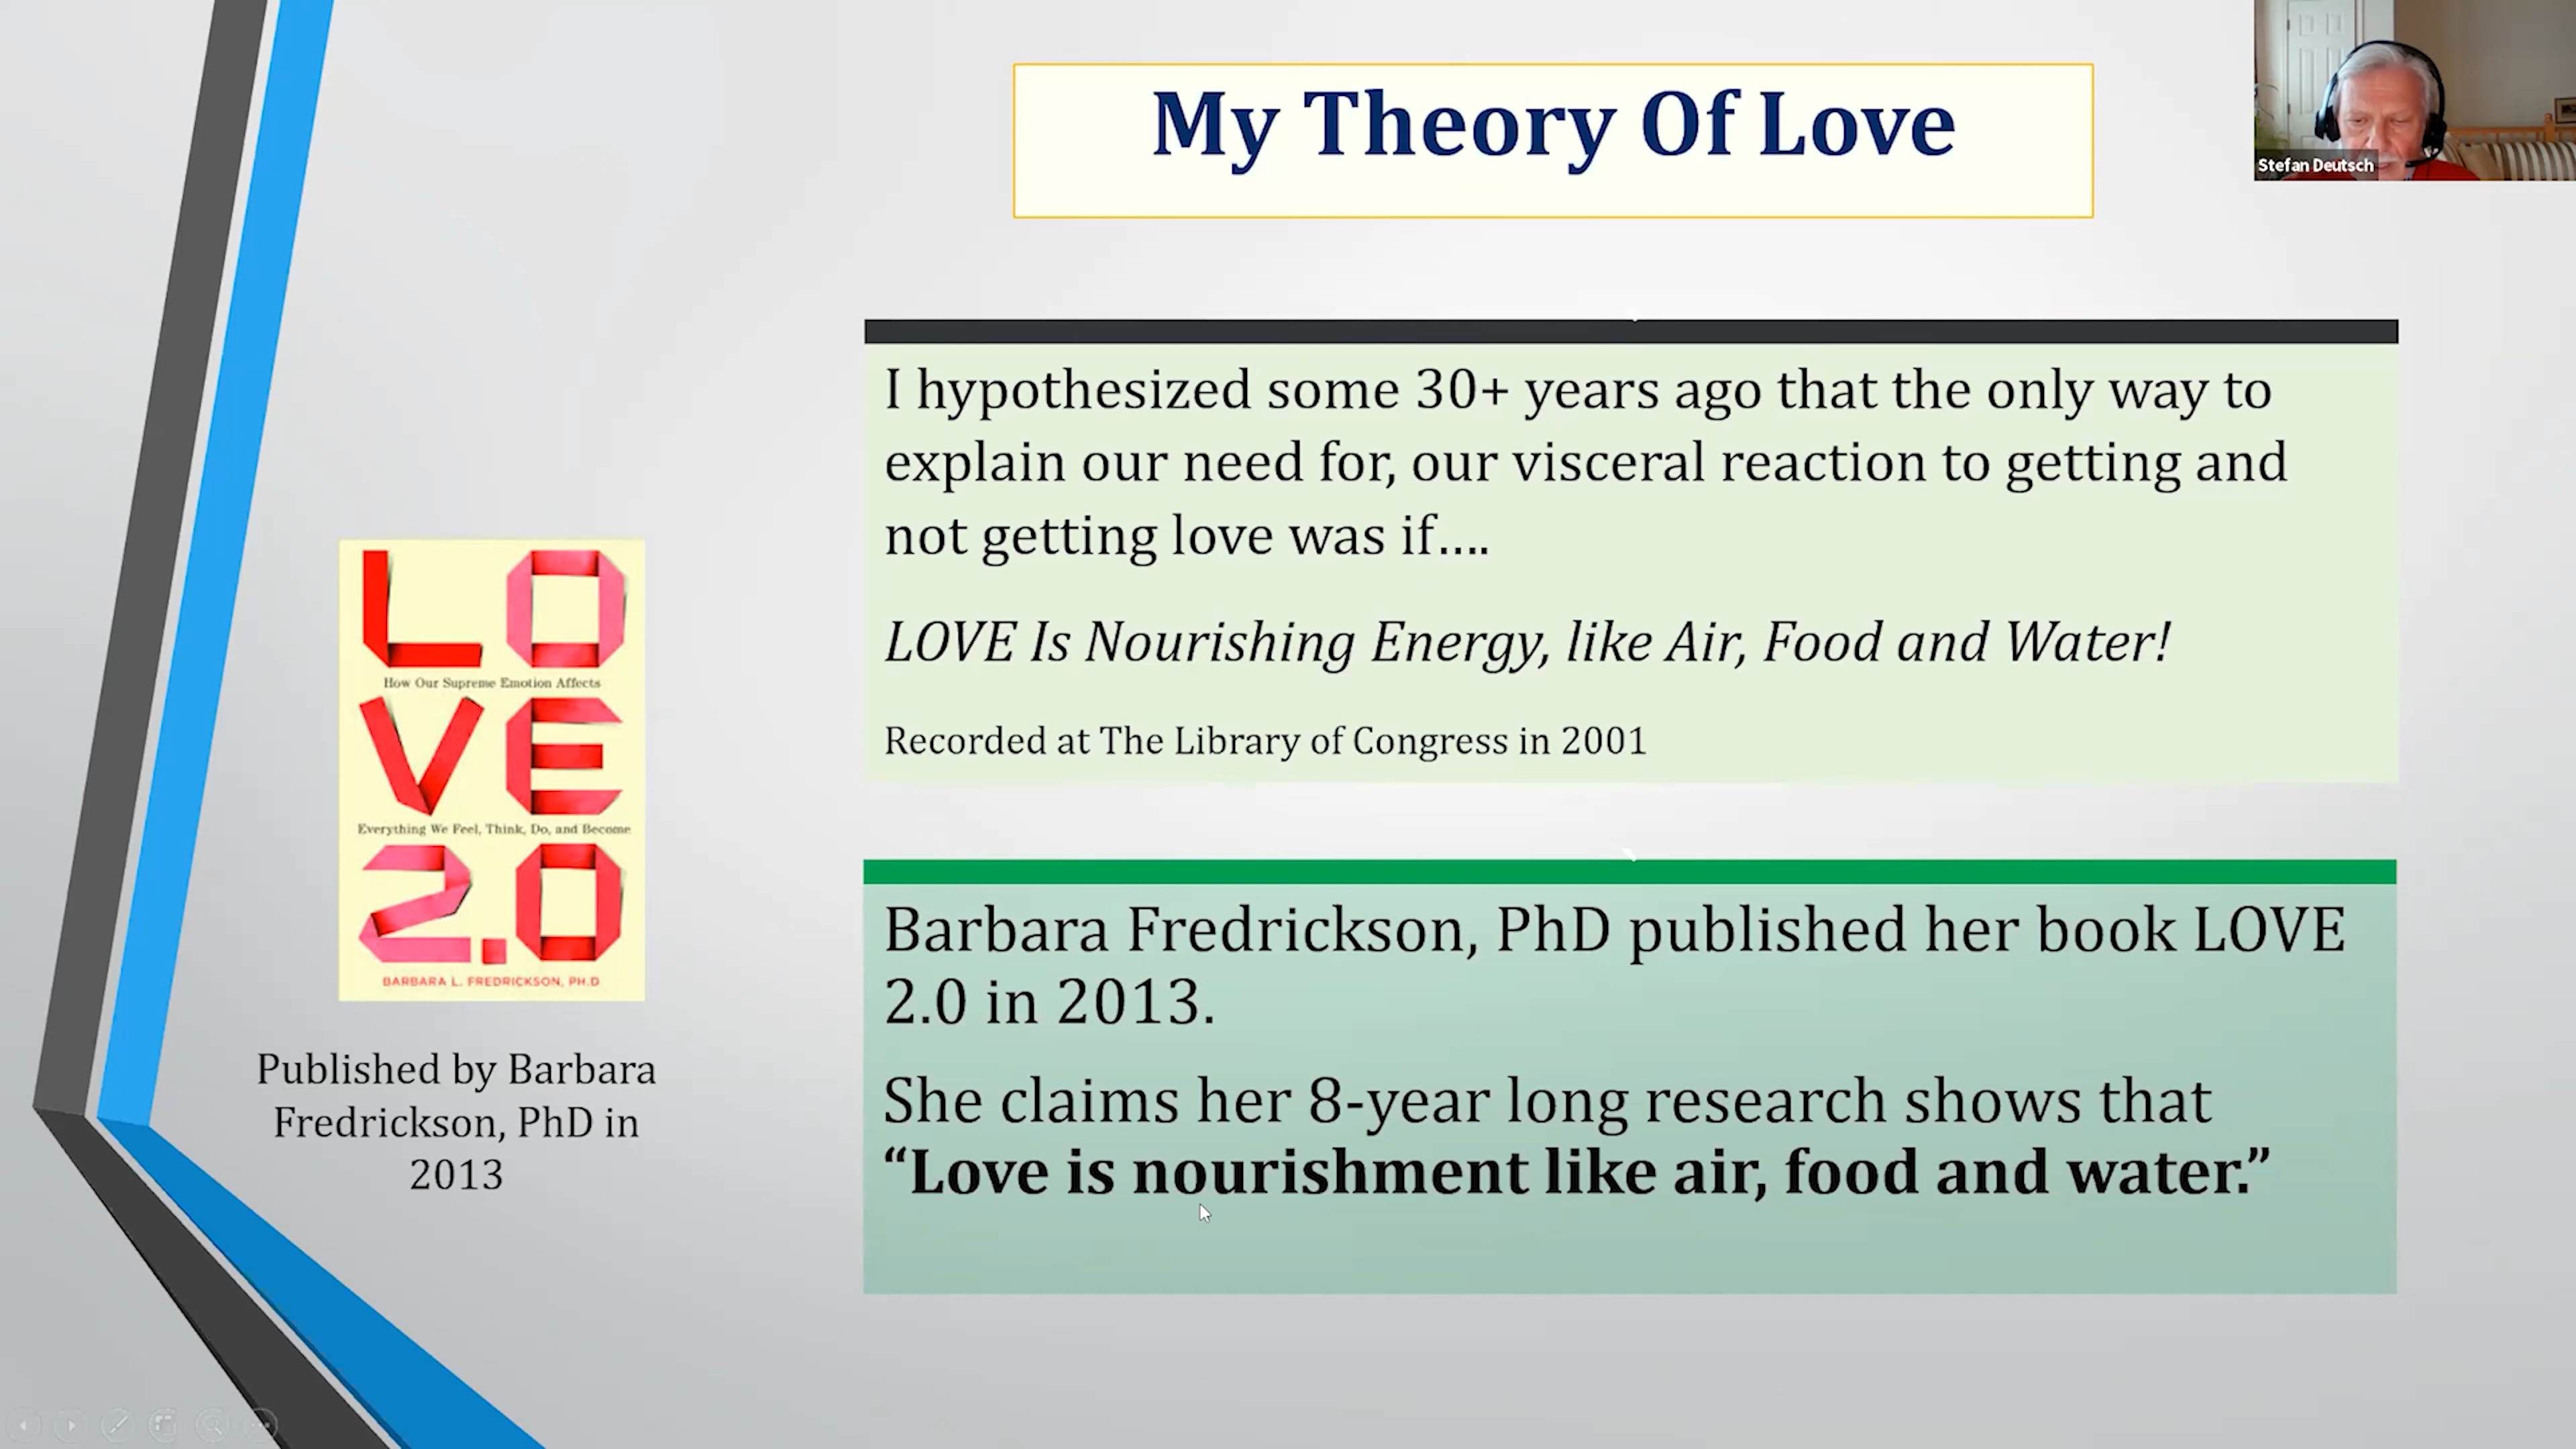 My Theory Of Love
Stefan Deutsch
I hypothesized some 30+ years ago that the only way to
explain our need for, our visceral reaction to getting and
not getting love was if....
LOVE Is Nourishing Energy, like Air, Food and Water!
Recorded at The Library of Congress in 2001
LO
How Our Supreme Emotion Affects
VE
Everything We Feel, Think, Do, and Become
2.0
BARBARA L. FREDRICKSON, PH.D
Published by Barbara
Fredrickson, PhD in
2013
Barbara Fredrickson, PhD published her book LOVE
2.0 in 2013.
She claims her 8-year long research shows that
“Love is nourishment like air, food and water.”